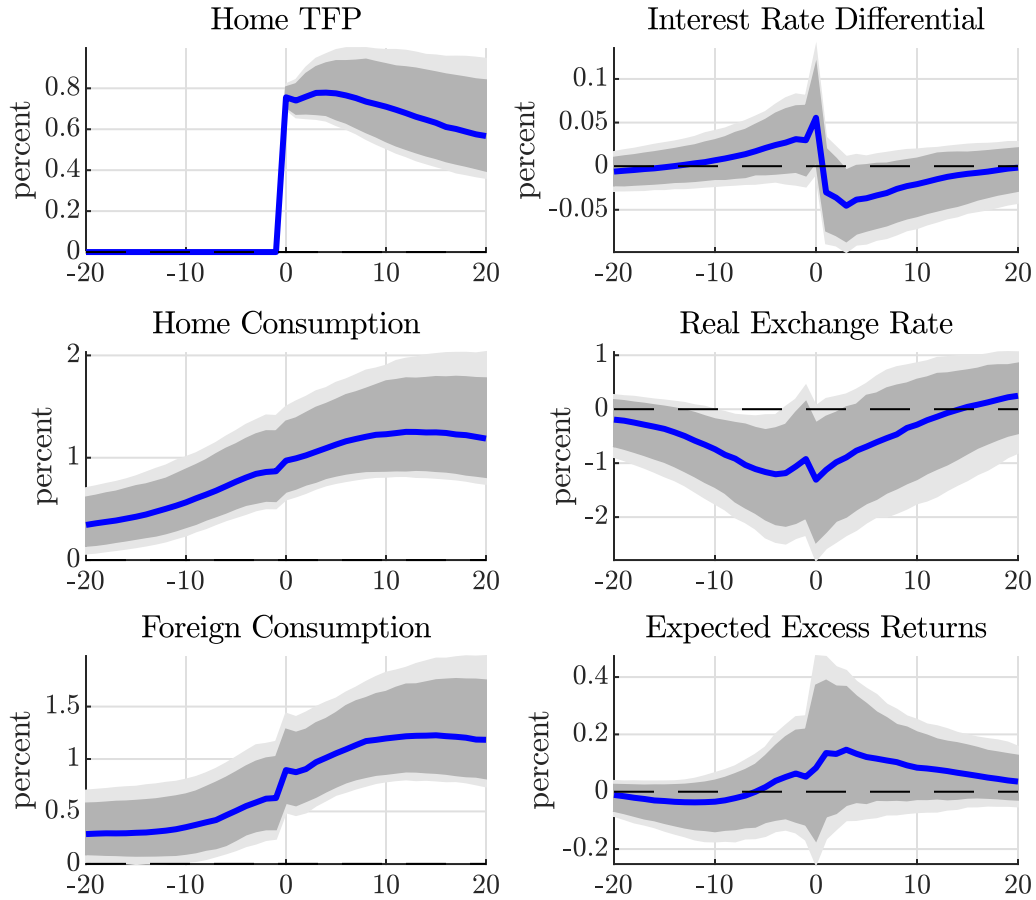 Home TFP
percent
0.8
0.6
0.4
0.2
0
-20 -10 0 10 20
Interest Rate Differential
percent
0.1
0.05
0
-0.05
-20 -10 0 10 20
Home Consumption
percent
2
1
0
-20 -10 0 10 20
Real Exchange Rate
percent
1
0
-1
-2
-20 -10 0 10 20
Foreign Consumption
percent
1.5
1
0.5
0
-20 -10 0 10 20
Expected Excess Returns
percent
0.4
0.2
0
-0.2
-20 -10 0 10 20